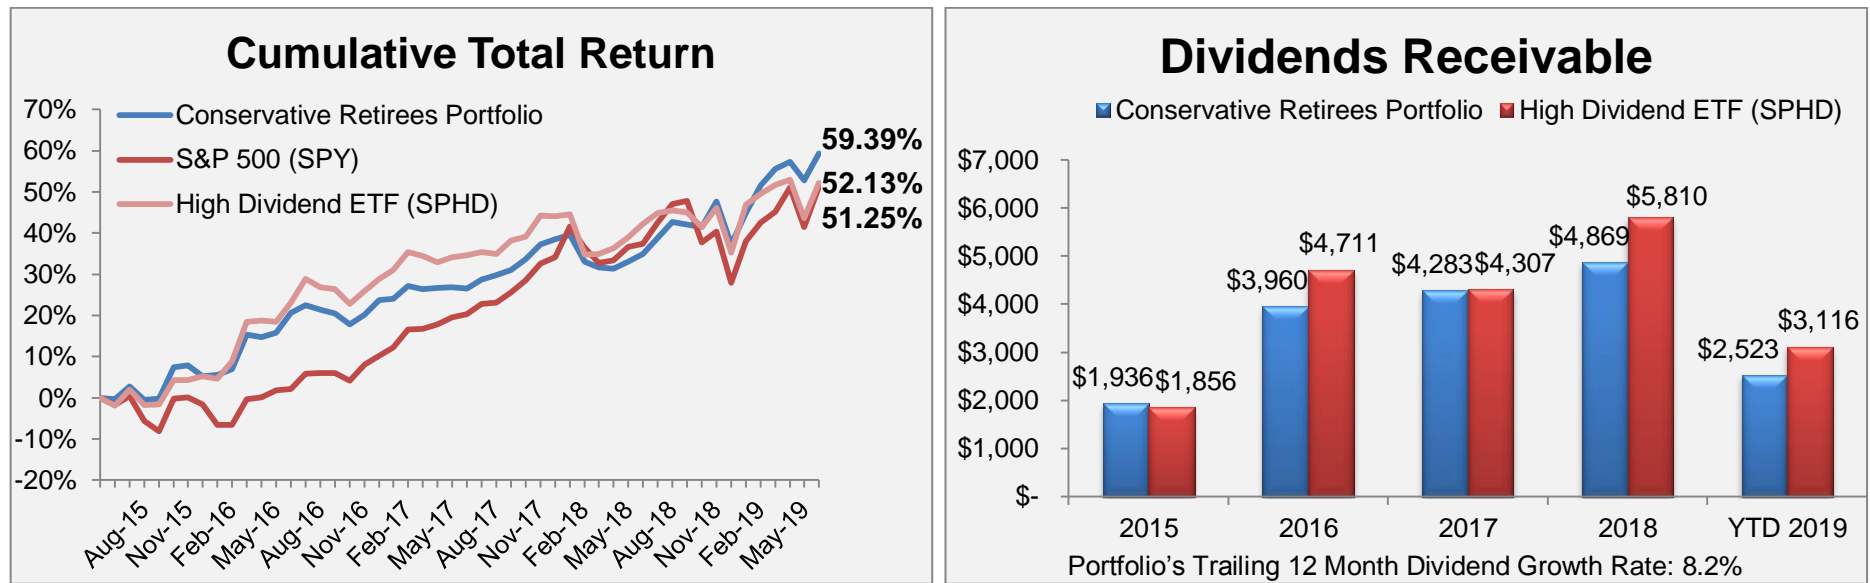 Cumulative Total Return
70%
60%
50%
40%
30%
20%
10%
0%
-10%
-20%
Conservative Retirees Portfolio
S&P 500 (SPY)
High Dividend ETF (SPHD)
59.39%
52.13%
51.25%
Aug-15
Nov-15
Feb-16
May-16
Aug-16
Nov-16
Feb-17
May-17
Aug-17
Nov-17
Feb-18
May-18
Aug-18
Nov-18
Feb-19
May-19
Dividends Receivable
Conservative Retirees Portfolio
High Dividend ETF (SPHD)
$7,000
$6,000
$5,000
$4,000
$3,000
$2,000
$1,000
$-
$1,936
$1,856
$3,960
$4,711
$4,283
$4,307
$4,869
$5,810
$2,523
$3,116
2015
2016
2017
2018
YTD 2019
Portfolio’s Trailing 12 Month Dividend Growth Rate: 8.2%